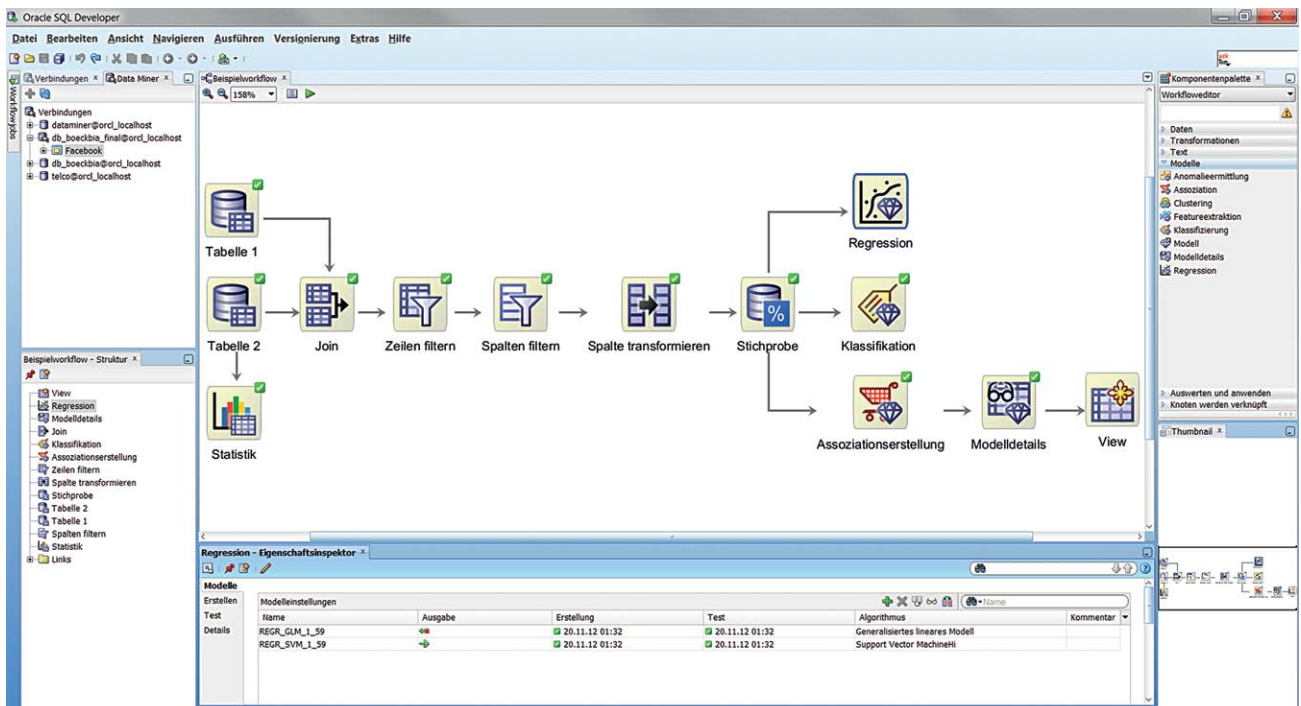 Oracle SQL Developer
Datei Bearbeiten Ansicht Navigieren Ausführen Versionierung Extras Hilfe
Workflowjobs
Verbindungen
Data Miner
Verbindungen
dataminer@orcl_localhost
db_boeckbia_final@orcl_localhost
Facebook
db_boeckbia@orcl_localhost
telco@orcl_localhost
Beispielworkflow - Struktur
View
Regression
Modelldetails
Join
Klassifikation
Assoziationserstellung
Zeilen filtern
Spalte transformieren
Stichprobe
Tabelle 2
Tabelle 1
Spalten filtern
Statistik
Links
Beispielworkflow
158%
Tabelle 1
Regression
Tabelle 2
Join
Zeilen filtern
Spalten filtern
Spalte transformieren
%
Stichprobe
Klassifikation
Statistik
Assoziationserstellung
Modelldetails
View
Regression - Eigenschaftsinspektor
Modelle
Erstellen
Test
Details
Modelleinstellungen
Name
Name Ausgabe Erstellung Test Algorithmus Kommentar
REGR_GLM_1_59 20.11.12 01:32 20.11.12 01:32 Generalisiertes lineares Modell
REGR_SVM_1_59 20.11.12 01:32 20.11.12 01:32 Support Vector MachineHi
Komponentenpalette
Workfloweditor
Daten
Transformationen
Text
Modelle
Anomalieermittlung
Assoziation
Clustering
Featureextraktion
Klassifizierung
Modell
Modelldetails
Regression
Auswerten und anwenden
Knoten werden verknüpft
Thumbnail